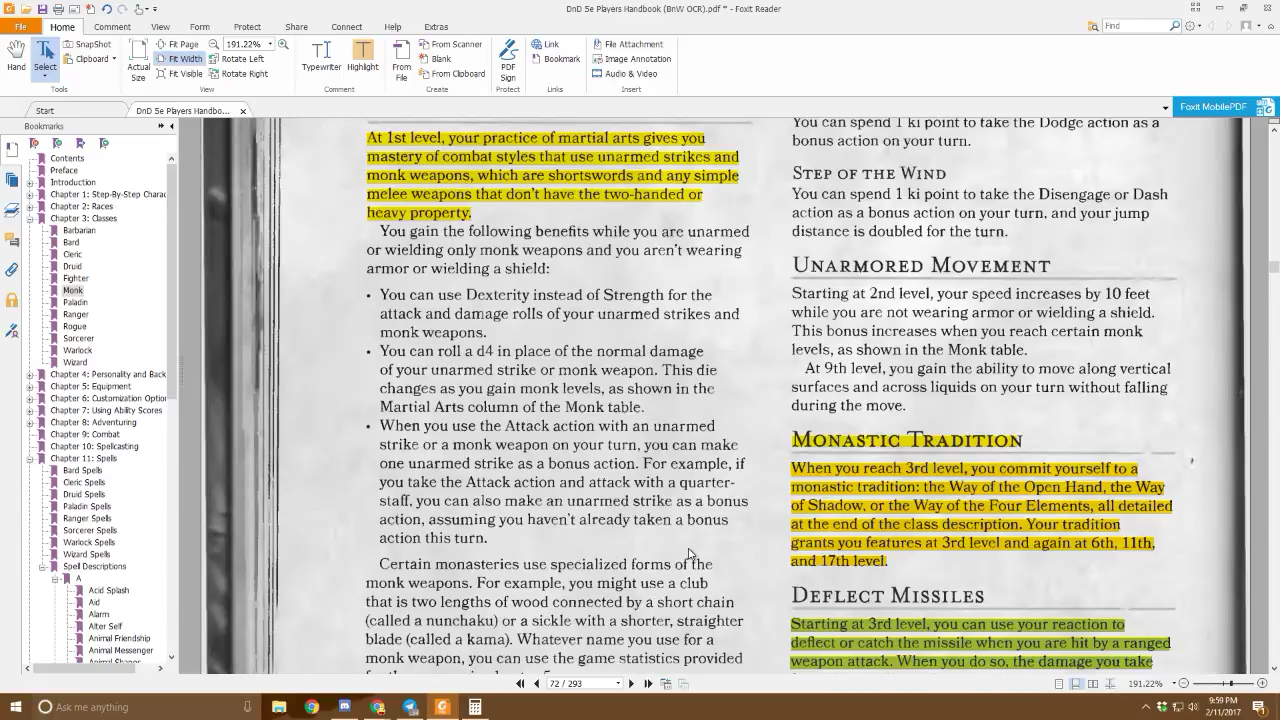 DnD 5e Players Handbook (BnW OCR).pdf * - Foxit Reader
File Home Comment View Form Protect Share Connect Help Extras Find
SnapShot
Clipboard
Hand Select
Tools
Actual Size
Fit Page
Fit Width
Fit Visible
191.22%
Rotate Left
Rotate Right
View
Typewriter Highlight
Comment
From File
From Scanner
Blank
From Clipboard
Create
PDF Sign
Protect
Link
Bookmark
Links
File Attachment
Image Annotation
Audio & Video
Insert
Start DnD 5e Players Handbo... Foxit MobilePDF
Bookmarks
Contents
Preface
Introduction
Chapter 1: Step-By-Step Charac
Chapter 2: Races
Chapter 3: Classes
Barbarian
Bard
Cleric
Druid
Fighter
Monk
Paladin
Ranger
Rogue
Sorcerer
Warlock
Wizard
Chapter 4: Personality and Back
Chapter 5: Equipment
Chapter 6: Customization Option
Chapter 7: Using Ability Scores
Chapter 8: Adventuring
Chapter 9: Combat
Chapter 10: Spellcasting
Chapter 11: Spells
Bard Spells
Cleric Spells
Druid Spells
Paladin Spells
Ranger Spells
Sorcerer Spells
Warlock Spells
Wizard Spells
Spell Descriptions
A
Acid Splash
Aid
Alarm
Alter Self
Animal Friendship
Animal Messenger
Animal Shapes
At 1st level, your practice of martial arts gives you
mastery of combat styles that use unarmed strikes and
monk weapons, which are shortswords and any simple
melee weapons that don't have the two-handed or
heavy property.
You gain the following benefits while you are unarmed
or wielding only monk weapons and you aren't wearing
armor or wielding a shield:
• You can use Dexterity instead of Strength for the
attack and damage rolls of your unarmed strikes and
monk weapons.
• You can roll a d4 in place of the normal damage
of your unarmed strike or monk weapon. This die
changes as you gain monk levels, as shown in the
Martial Arts column of the Monk table.
• When you use the Attack action with an unarmed
strike or a monk weapon on your turn, you can make
one unarmed strike as a bonus action. For example, if
you take the Attack action and attack with a quarter-
staff, you can also make an unarmed strike as a bonus
action, assuming you haven't already taken a bonus
action this turn.
Certain monasteries use specialized forms of the
monk weapons. For example, you might use a club
that is two lengths of wood connected by a short chain
(called a nunchaku) or a sickle with a shorter, straighter
blade (called a kama). Whatever name you use for a
monk weapon, you can use the game statistics provided
You can spend 1 ki point to take the Dodge action as a
bonus action on your turn.
STEP OF THE WIND
You can spend 1 ki point to take the Disengage or Dash
action as a bonus action on your turn, and your jump
distance is doubled for the turn.
UNARMORED MOVEMENT
Starting at 2nd level, your speed increases by 10 feet
while you are not wearing armor or wielding a shield.
This bonus increases when you reach certain monk
levels, as shown in the Monk table.
At 9th level, you gain the ability to move along vertical
surfaces and across liquids on your turn without falling
during the move.
MONASTIC TRADITION
When you reach 3rd level, you commit yourself to a
monastic tradition: the Way of the Open Hand, the Way
of Shadow, or the Way of the Four Elements, all detailed
at the end of the class description. Your tradition
grants you features at 3rd level and again at 6th, 11th,
and 17th level.
DEFLECT MISSILES
Starting at 3rd level, you can use your reaction to
deflect or catch the missile when you are hit by a ranged
weapon attack. When you do so, the damage you take
72 / 293 191.22%
Ask me anything
9:59 PM
2/11/2017